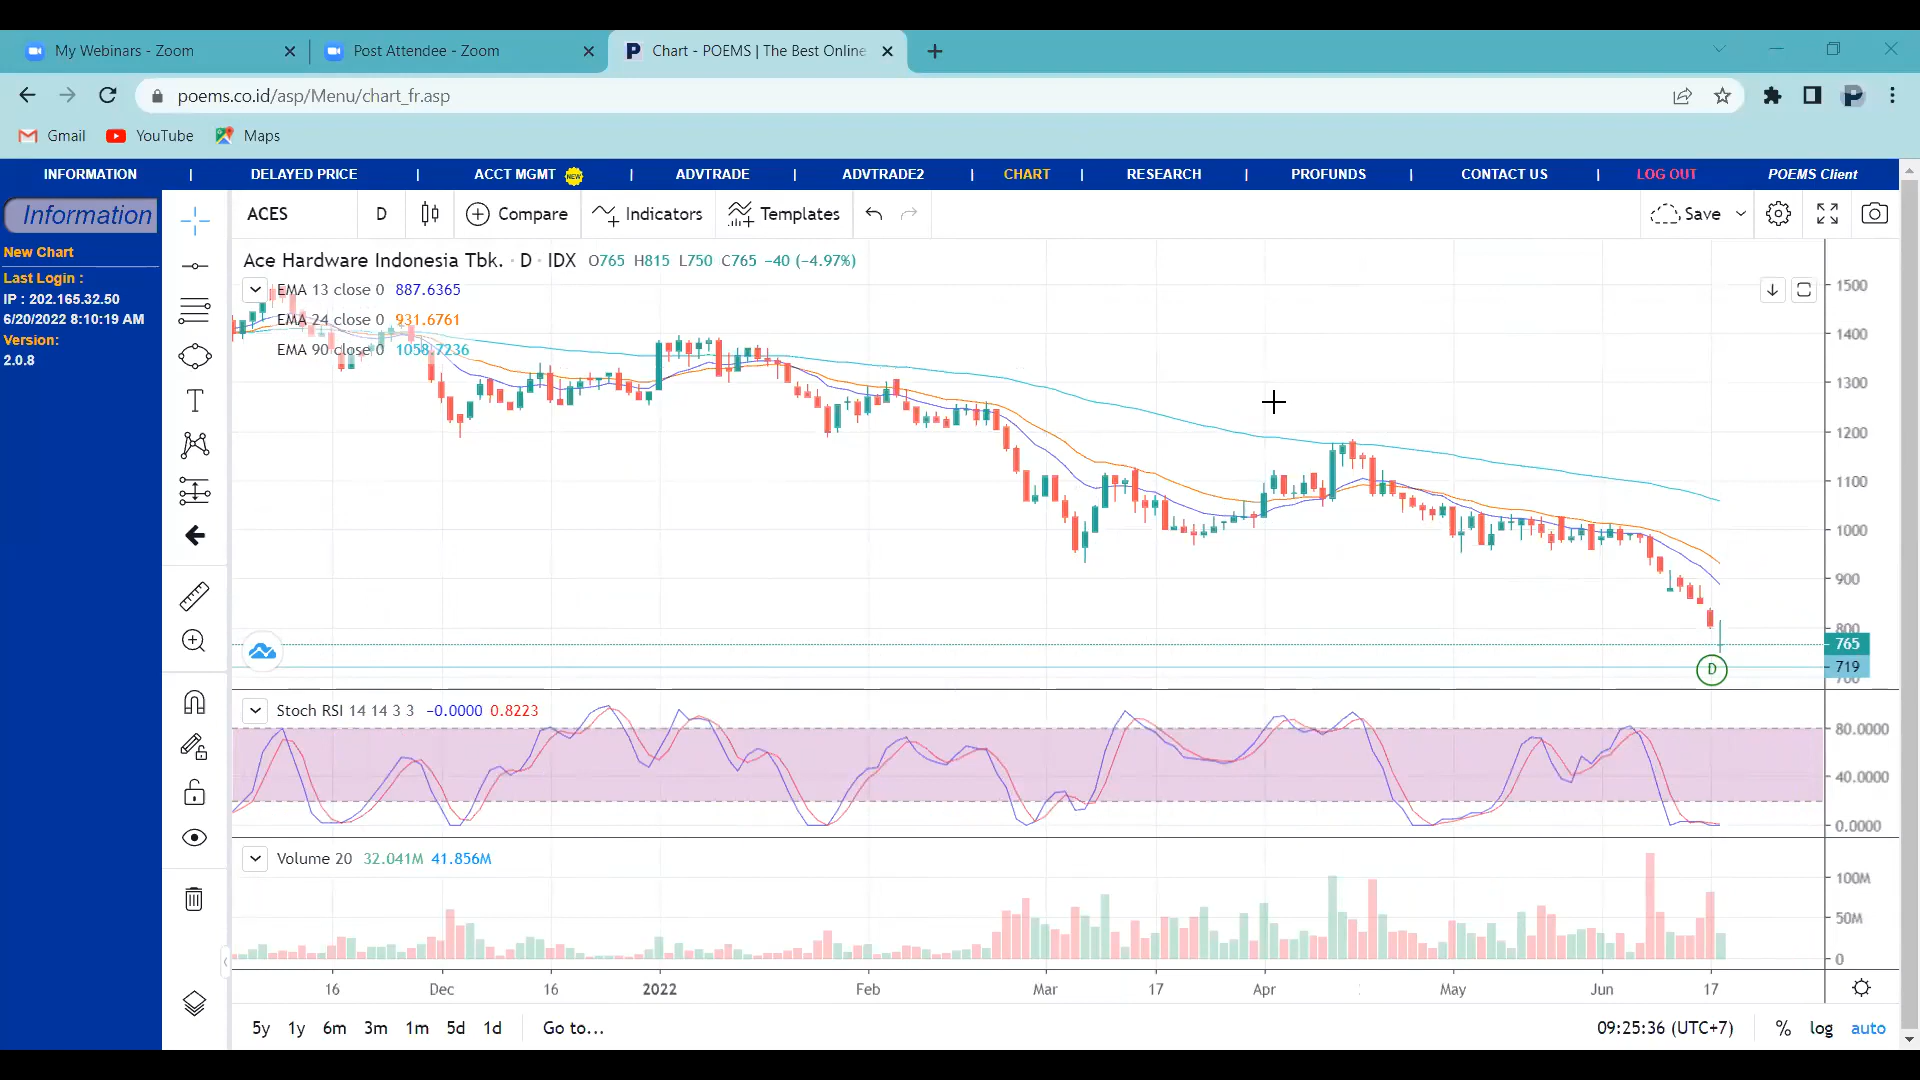 My Webinars - Zoom
Post Attendee - Zoom
P Chart - POEMS | The Best Online
poems.co.id/asp/Menu/chart_fr.asp
Gmail YouTube Maps
INFORMATION | DELAYED PRICE | ACCT MGMT NEW | ADVTRADE | ADVTRADE2 | CHART | RESEARCH | PROFUNDS | CONTACT US | LOG OUT POEMS Client
Information
New Chart
Last Login :
IP : 202.165.32.50
6/20/2022 8:10:19 AM
Version:
2.0.8
ACES D Compare Indicators Templates Save
Ace Hardware Indonesia Tbk. · D · IDX O765 H815 L750 C765 −40 (−4.97%)
EMA 13 close 0 887.6365
EMA 24 close 0 931.6761
EMA 90 close 0 1058.7236
1500
1400
1300
1200
1100
1000
900
800
765
719
700
D
Stoch RSI 14 14 3 3 −0.0000 0.8223
80.0000
40.0000
0.0000
Volume 20 32.041M 41.856M
100M
50M
0
16 Dec 16 2022 Feb Mar 17 Apr May Jun 17
5y 1y 6m 3m 1m 5d 1d Go to...
09:25:36 (UTC+7) % log auto